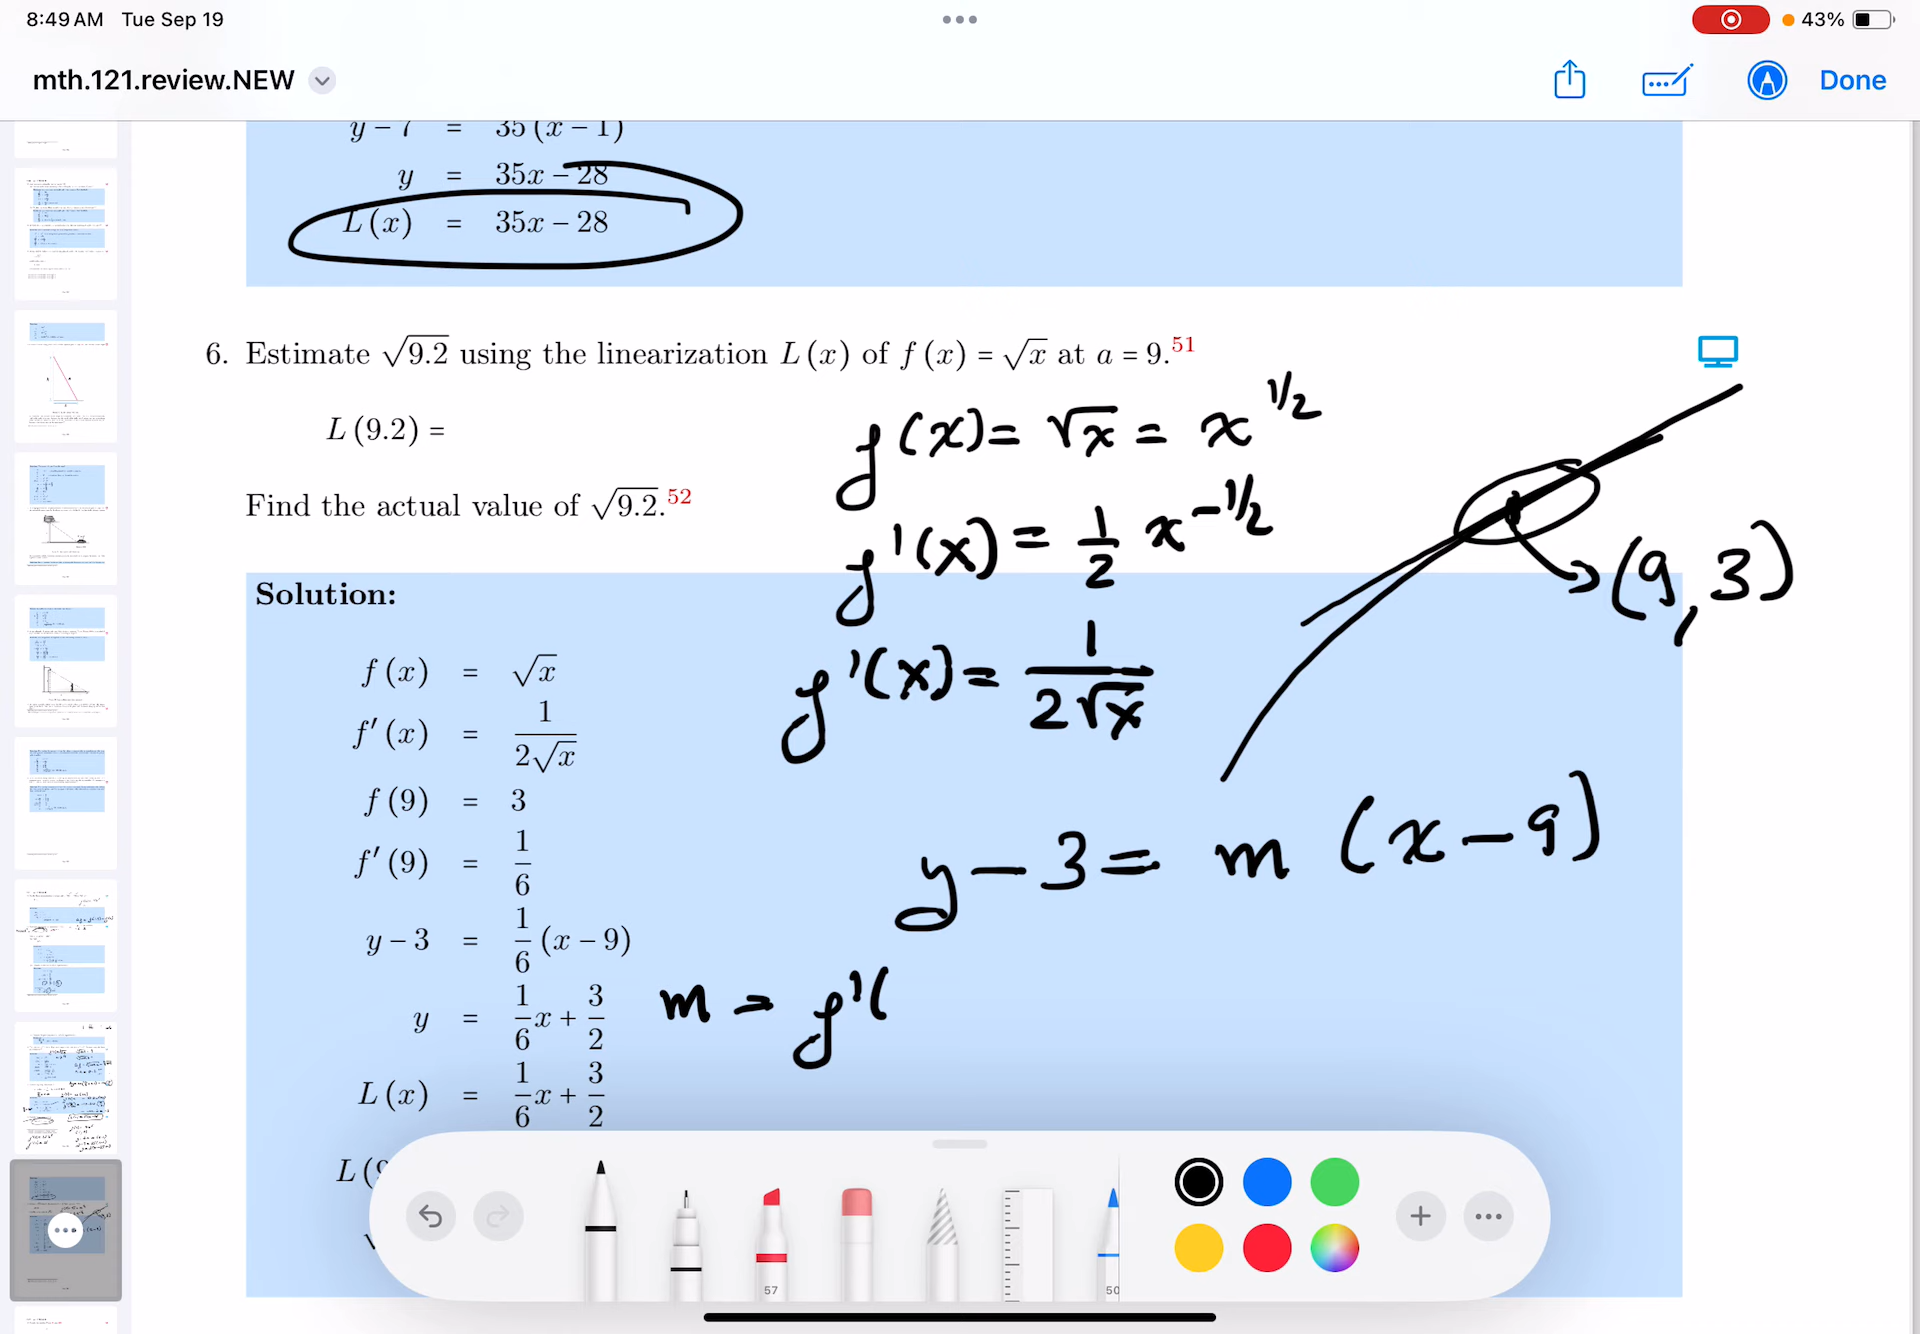 8:49 AM Tue Sep 19
43%
mth.121.review.NEW
Done
y − 7 = 35 (x − 1)
y = 35x − 28
L (x) = 35x − 28
6. Estimate √9.2 using the linearization L (x) of f (x) = √x at a = 9.51
L (9.2) =
Find the actual value of √9.2.52
f(x) = √x = x^1/2
f'(x) = 1/2 x^-1/2
f'(x) = 1/(2√x)
(9, 3)
y − 3 = m (x − 9)
m = f'(
Solution:
f (x) = √x
f′ (x) = 1/(2√x)
f (9) = 3
f′ (9) = 1/6
y − 3 = 1/6 (x − 9)
y = 1/6 x + 3/2
L (x) = 1/6 x + 3/2
L (9
57
50